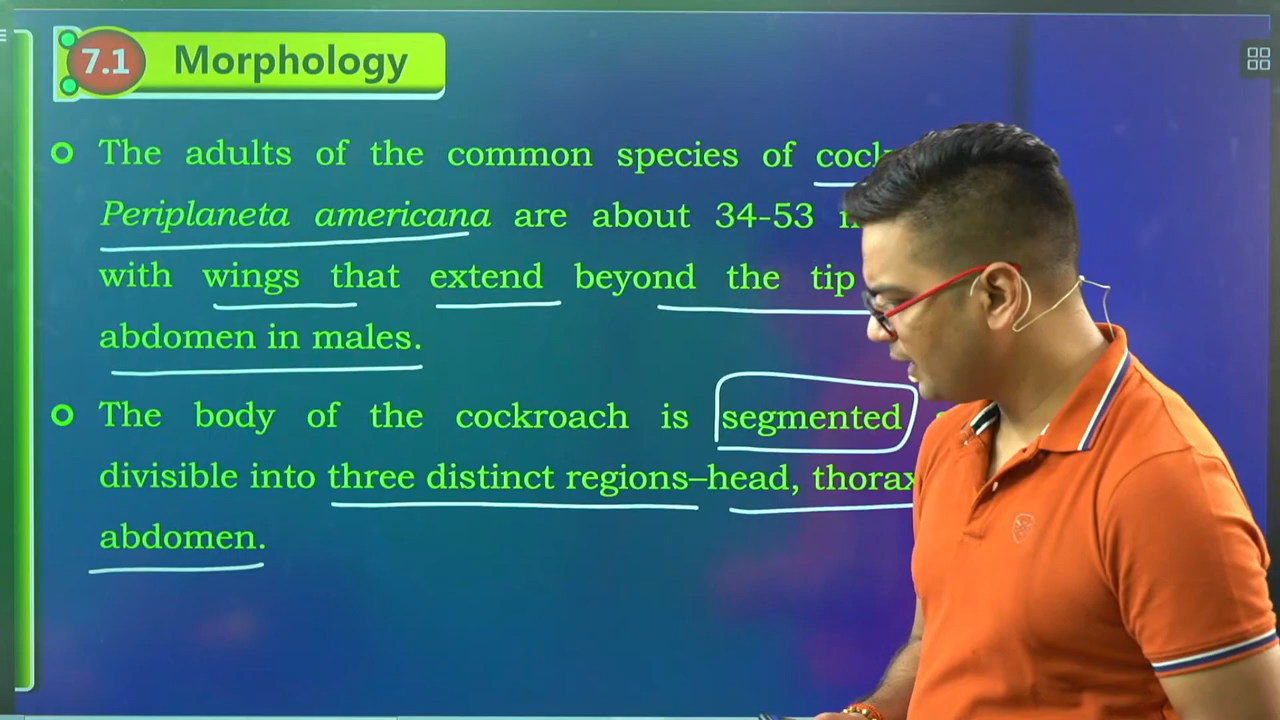 7.1 Morphology
The adults of the common species of
Periplaneta americana are about 34-53
with wings that extend beyond the tip
abdomen in males.
The body of the cockroach is segmented
divisible into three distinct regions–head, thorax
abdomen.